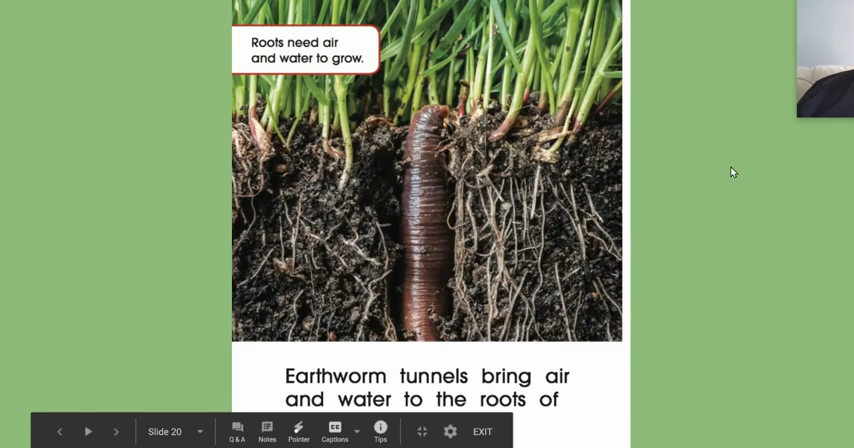 Roots need air
and water to grow.
Earthworm tunnels bring air
and water to the roots of
Slide 20
Q & A
Notes
Pointer
Captions
Tips
EXIT